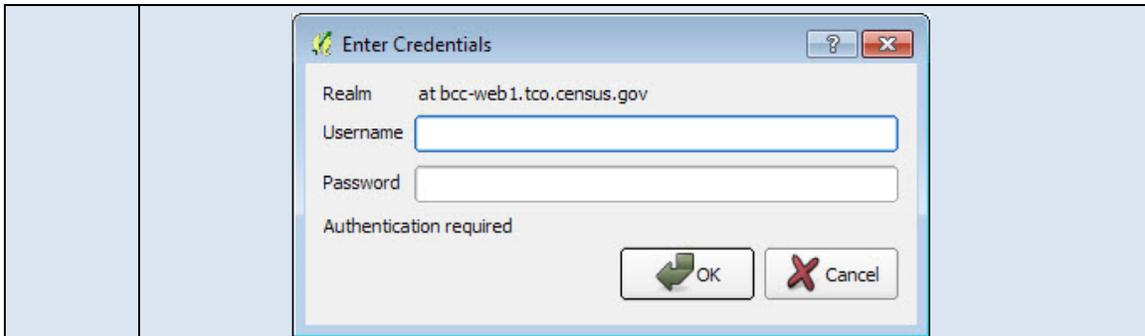 Enter Credentials
Realm at bcc-web1.tco.census.gov
Username
Password
Authentication required
OK Cancel